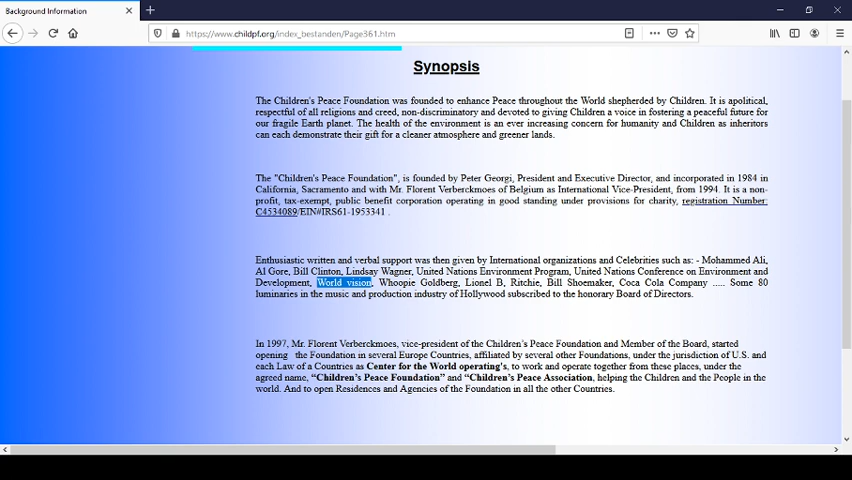 Background Information
https://www.childpf.org/index_bestanden/Page361.htm
Synopsis
The Children's Peace Foundation was founded to enhance Peace throughout the World shepherded by Children. It is apolitical,
respectful of all religions and creed, non-discriminatory and devoted to giving Children a voice in fostering a peaceful future for
our fragile Earth planet. The health of the environment is an ever increasing concern for humanity and Children as inheritors
can each demonstrate their gift for a cleaner atmosphere and greener lands.
The "Children's Peace Foundation", is founded by Peter Georgi, President and Executive Director, and incorporated in 1984 in
California, Sacramento and with Mr. Florent Verberckmoes of Belgium as International Vice-President, from 1994. It is a non-
profit, tax-exempt, public benefit corporation operating in good standing under provisions for charity, registration Number:
C4534089/EIN#IRS61-1953341 .
Enthusiastic written and verbal support was then given by International organizations and Celebrities such as: - Mohammed Ali,
Al Gore, Bill Clinton, Lindsay Wagner, United Nations Environment Program, United Nations Conference on Environment and
Development, World vision, Whoopie Goldberg, Lionel B, Ritchie, Bill Shoemaker, Coca Cola Company ..... Some 80
luminaries in the music and production industry of Hollywood subscribed to the honorary Board of Directors.
In 1997, Mr. Florent Verberckmoes, vice-president of the Children's Peace Foundation and Member of the Board, started
opening the Foundation in several Europe Countries, affiliated by several other Foundations, under the jurisdiction of U.S. and
each Law of a Countries as Center for the World operating's, to work and operate together from these places, under the
agreed name, “Children’s Peace Foundation” and “Children’s Peace Association, helping the Children and the People in the
world. And to open Residences and Agencies of the Foundation in all the other Countries.